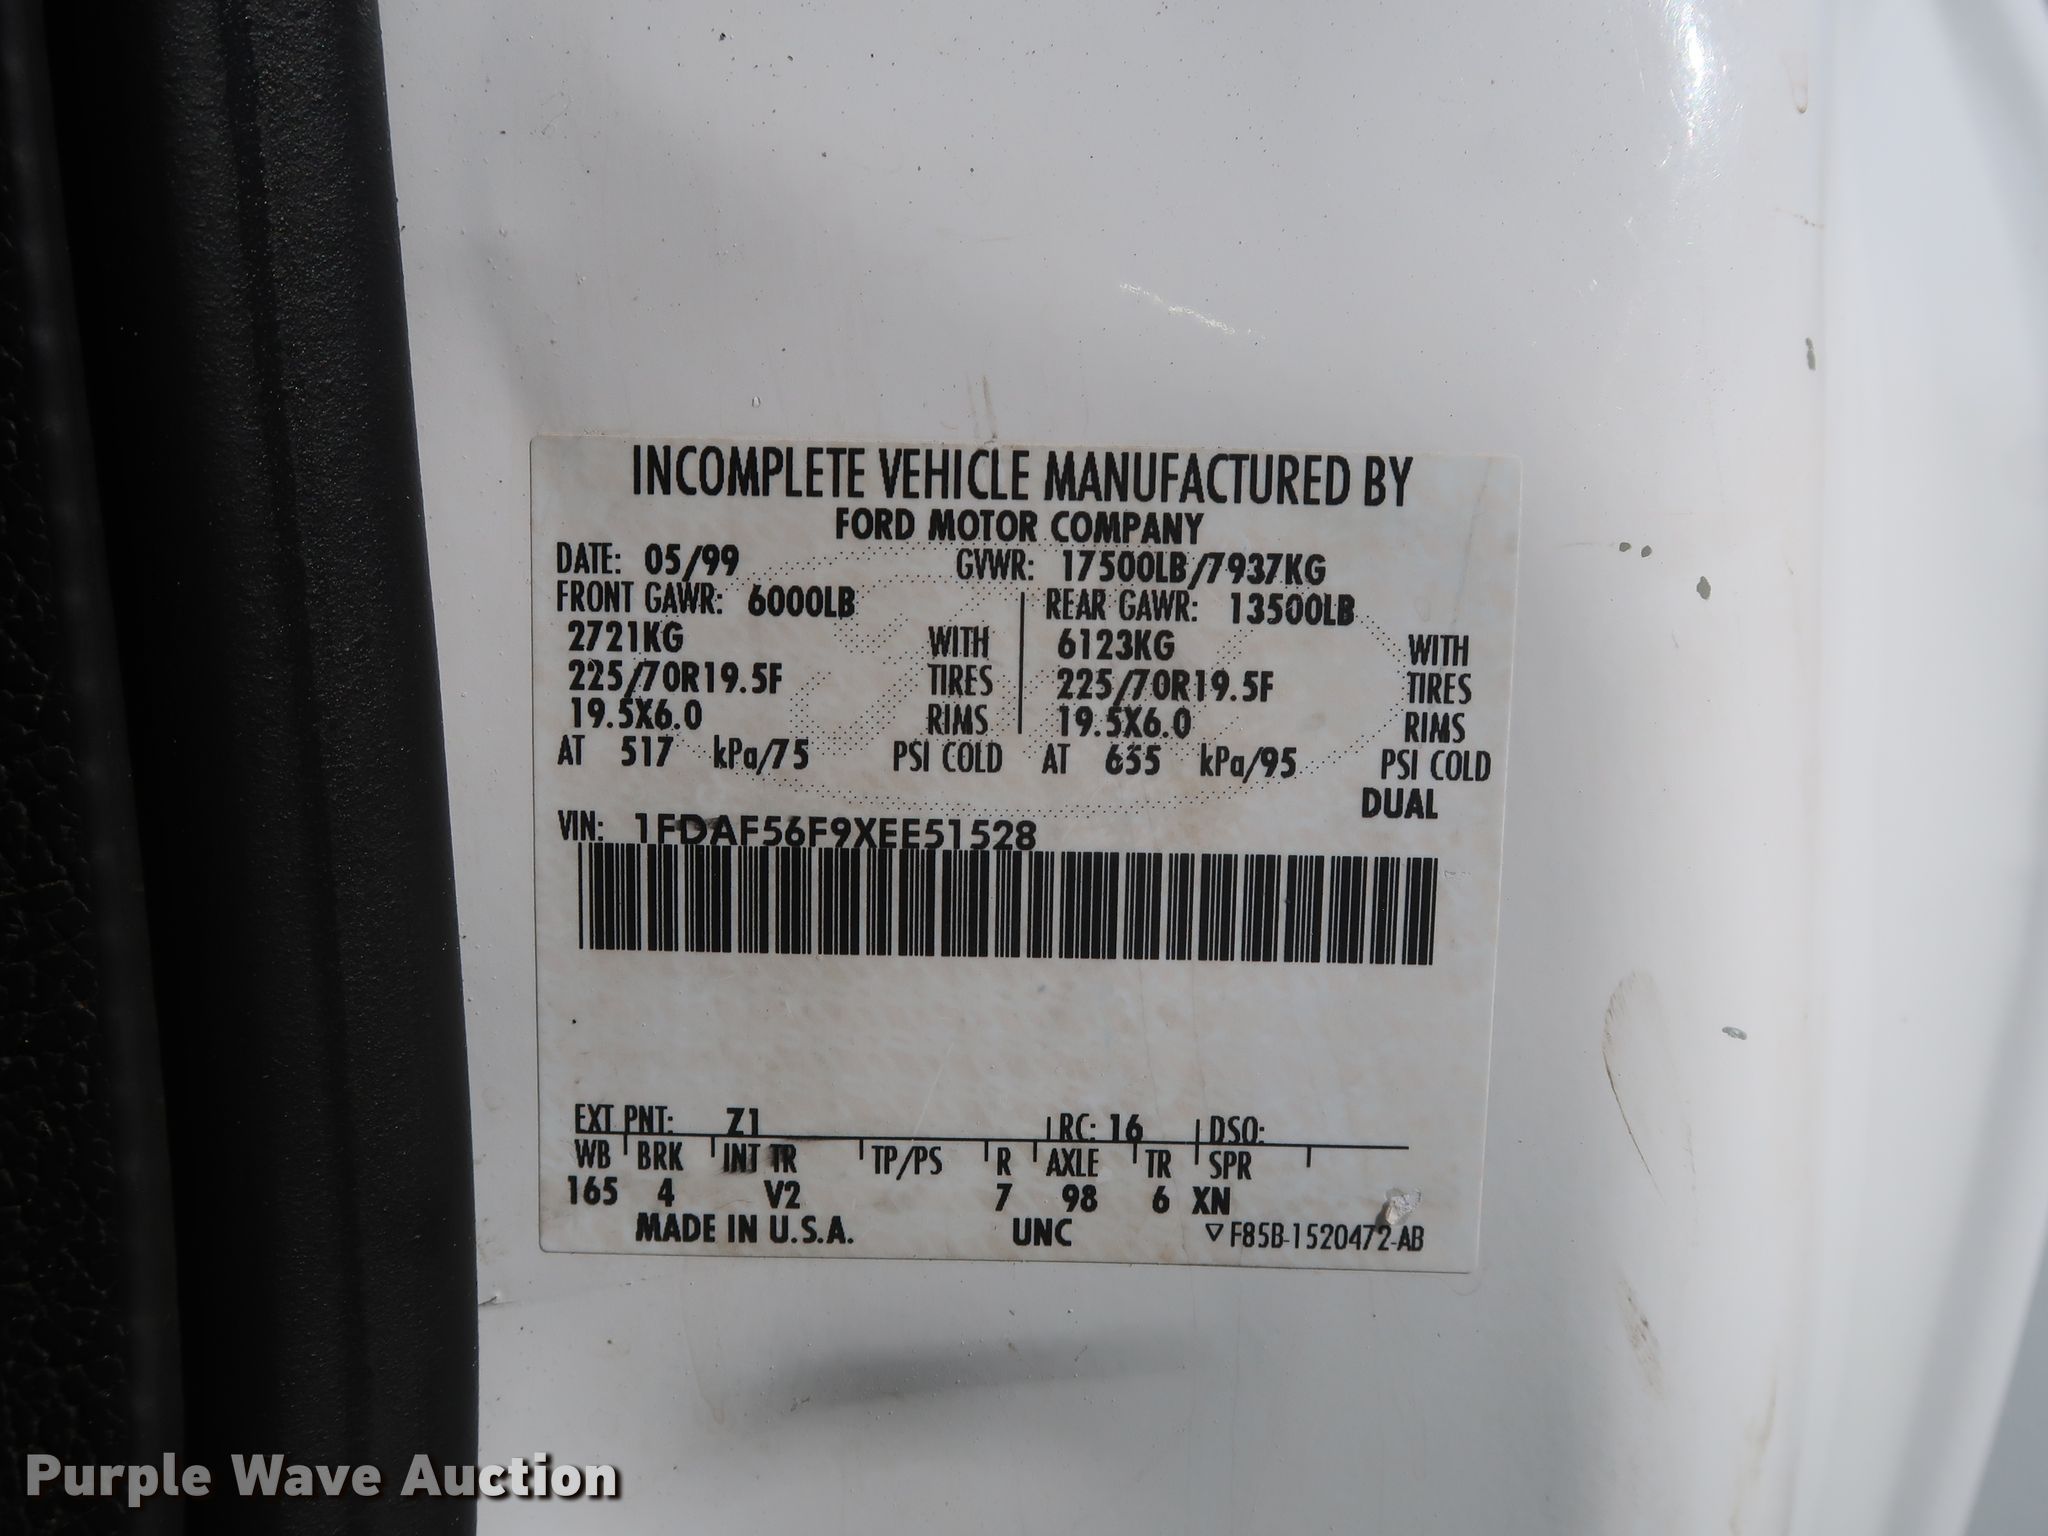 INCOMPLETE VEHICLE MANUFACTURED BY
FORD MOTOR COMPANY
DATE: 05/99 GVWR: 17500LB/7937KG
FRONT GAWR: 6000LB REAR GAWR: 13500LB
2721KG WITH 6123KG WITH
225/70R19.5F TIRES 225/70R19.5F TIRES
19.5X6.0 RIMS 19.5X6.0 RIMS
AT 517 kPa/75 PSI COLD AT 655 kPa/95 PSI COLD
DUAL
VIN: 1FDAF56F9XEE51528
EXT PNT: Z1 RC: 16 DSO:
WB BRK INT TR TP/PS R AXLE TR SPR
165 4 V2 7 98 6 XN
MADE IN U.S.A. UNC ▽ F85B-1520472-AB
Purple Wave Auction